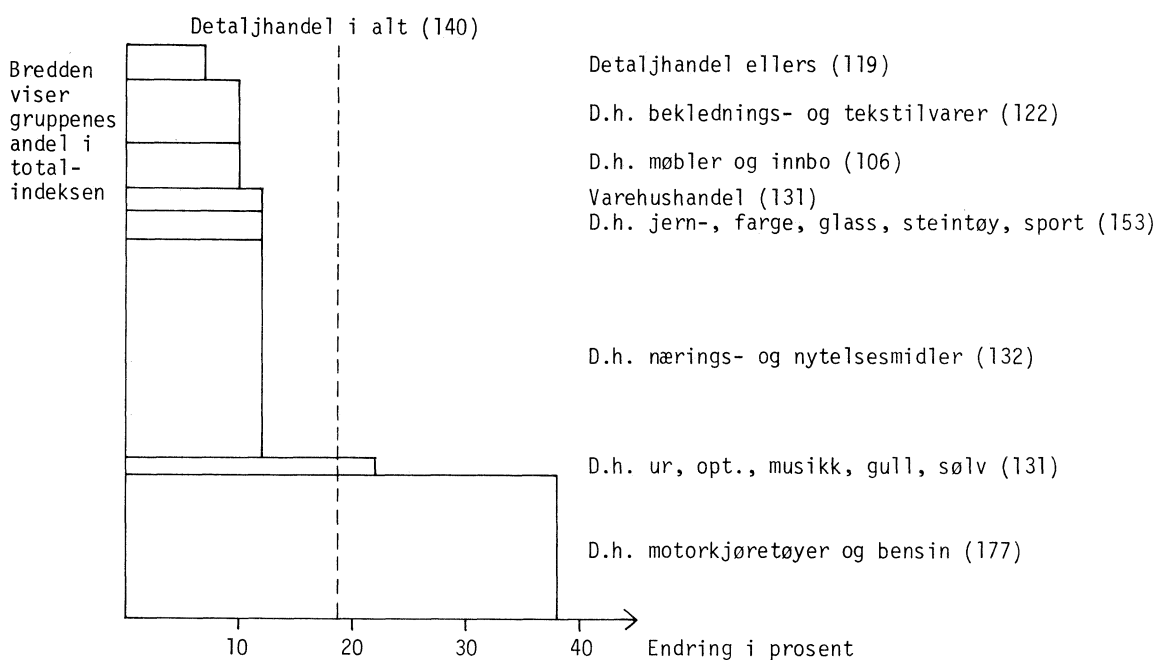 Detaljhandel i alt (140)
Bredden
viser
gruppenes
andel i
total-
indeksen
Detaljhandel ellers (119)
D.h. beklednings- og tekstilvarer (122)
D.h. møbler og innbo (106)
Varehushandel (131)
D.h. jern-, farge, glass, steintøy, sport (153)
D.h. nærings- og nytelsesmidler (132)
D.h. ur, opt., musikk, gull, sølv (131)
D.h. motorkjøretøyer og bensin (177)
10 20 30 40 Endring i prosent